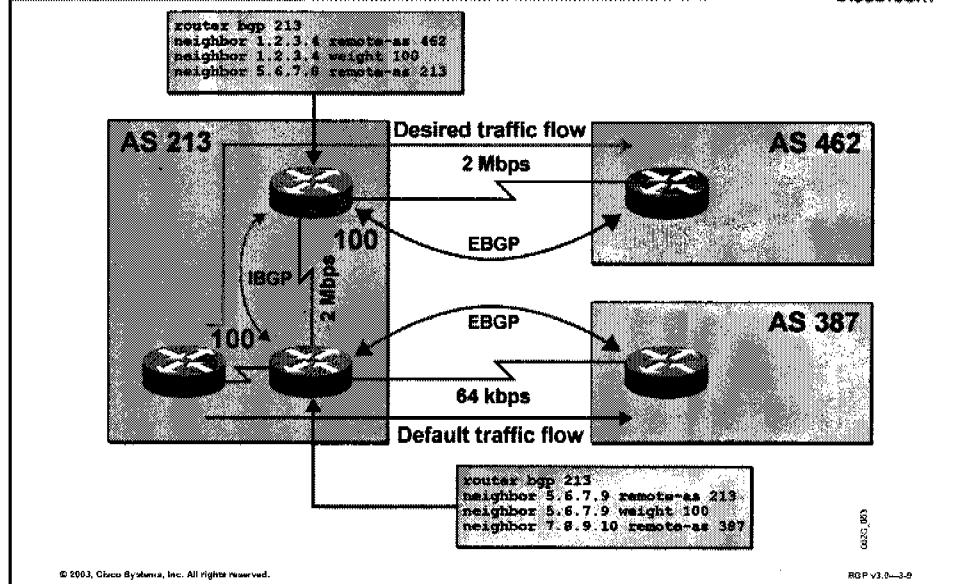 router bgp 213
neighbor 1.2.3.4 remote-as 462
neighbor 1.2.3.4 weight 100
neighbor 5.6.7.8 remote-as 213
AS 213
Desired traffic flow
2 Mbps
AS 462
100
EBGP
IBGP
2 Mbps
EBGP
AS 387
100
64 kbps
Default traffic flow
router bgp 213
neighbor 5.6.7.9 remote-as 213
neighbor 5.6.7.9 weight 100
neighbor 7.8.9.10 remote-as 387
© 2003, Cisco Systems, Inc. All rights reserved.
BGP v3.0—3-9